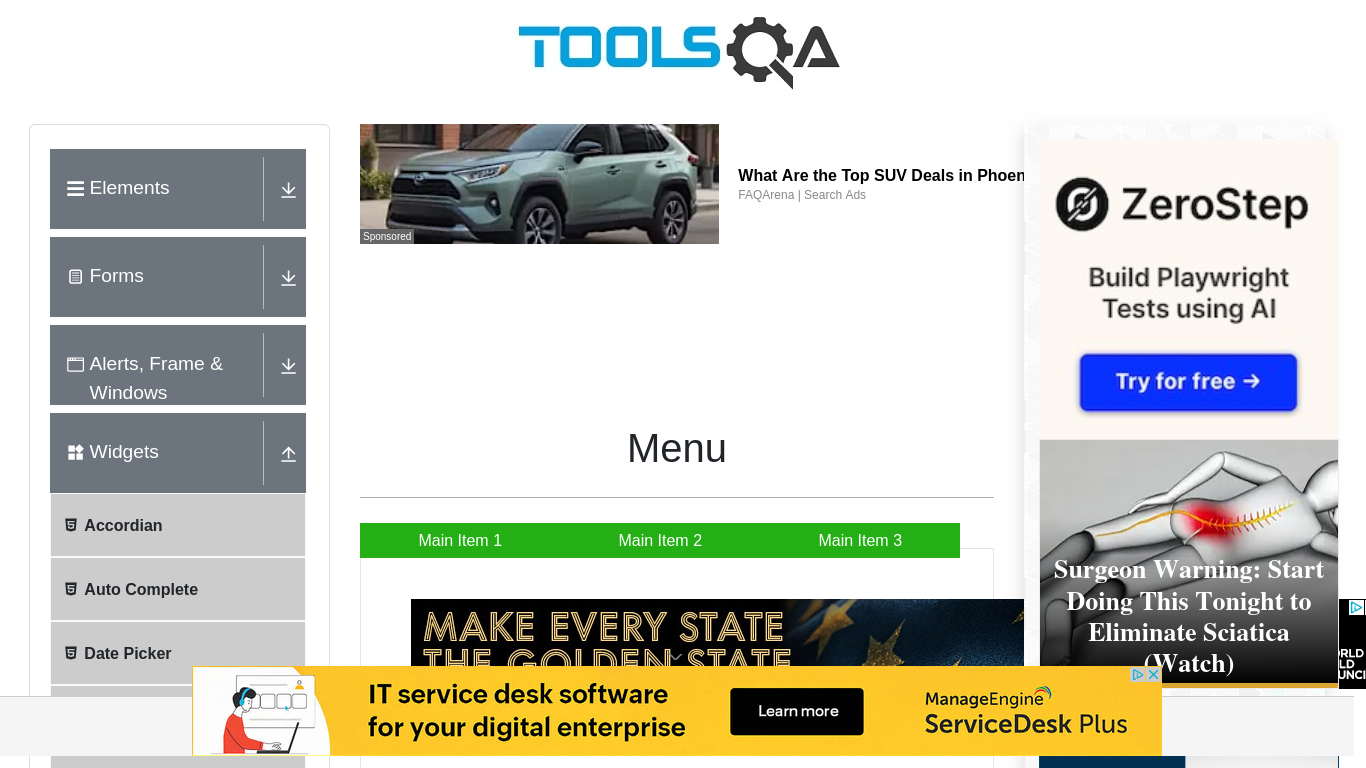 TOOLSQA
Elements
Forms
Alerts, Frame &
Windows
Widgets
Accordian
Auto Complete
Date Picker
Sponsored
What Are the Top SUV Deals in Phoen
FAQArena | Search Ads
Menu
Main Item 1
Main Item 2
Main Item 3
MAKE EVERY STATE
THE GOLDEN STATE
ZeroStep
Build Playwright
Tests using AI
Try for free →
Surgeon Warning: Start
Doing This Tonight to
Eliminate Sciatica
(Watch)
IT service desk software
for your digital enterprise
Learn more
ManageEngine
ServiceDesk Plus